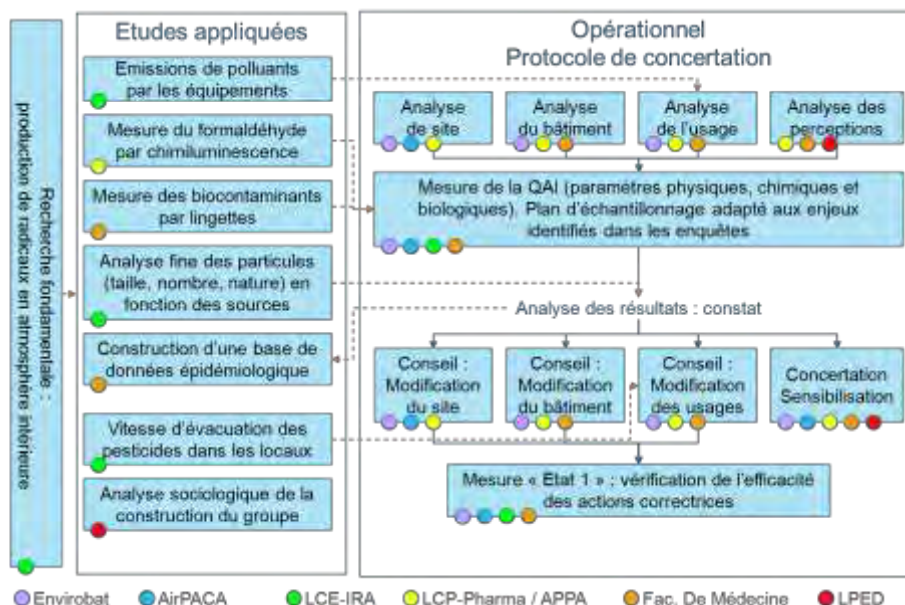 Recherche fondamentale :
production de radicaux en atmosphère intérieure
Etudes appliquées
Emissions de polluants
par les équipements
Mesure du formaldéhyde
par chimiluminescence
Mesure des biocontaminants
par lingettes
Analyse fine des particules
(taille, nombre, nature) en
fonction des sources
Construction d'une base de
données épidémiologique
Vitesse d'évacuation des
pesticides dans les locaux
Analyse sociologique de la
construction du groupe
Opérationnel
Protocole de concertation
Analyse
de site
Analyse
du bâtiment
Analyse
de l'usage
Analyse des
perceptions
Mesure de la QAI (paramètres physiques, chimiques et
biologiques). Plan d'échantillonnage adapté aux enjeux
identifiés dans les enquêtes
Analyse des résultats : constat
Conseil :
Modification
du site
Conseil :
Modification
du bâtiment
Conseil :
Modification
des usages
Concertation
Sensibilisation
Mesure « Etat 1 » : vérification de l'efficacité
des actions correctrices
Envirobat
AirPACA
LCE-IRA
LCP-Pharma / APPA
Fac. De Médecine
LPED